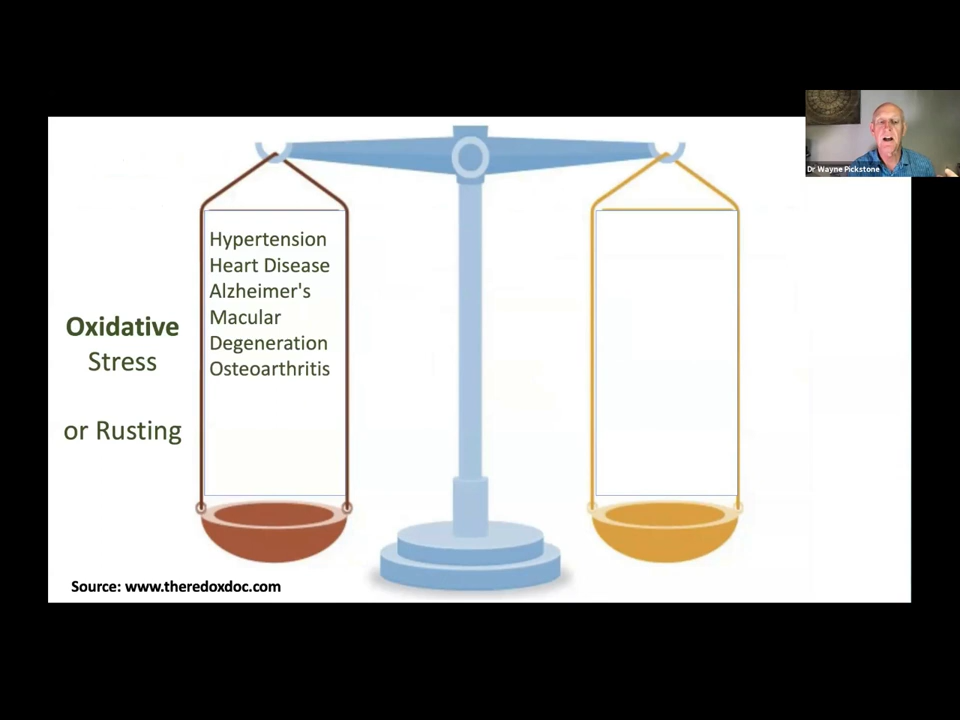 Hypertension
Heart Disease
Alzheimer's
Macular
Degeneration
Osteoarthritis
Oxidative
Stress
or Rusting
Source: www.theredoxdoc.com
Dr Wayne Pickstone